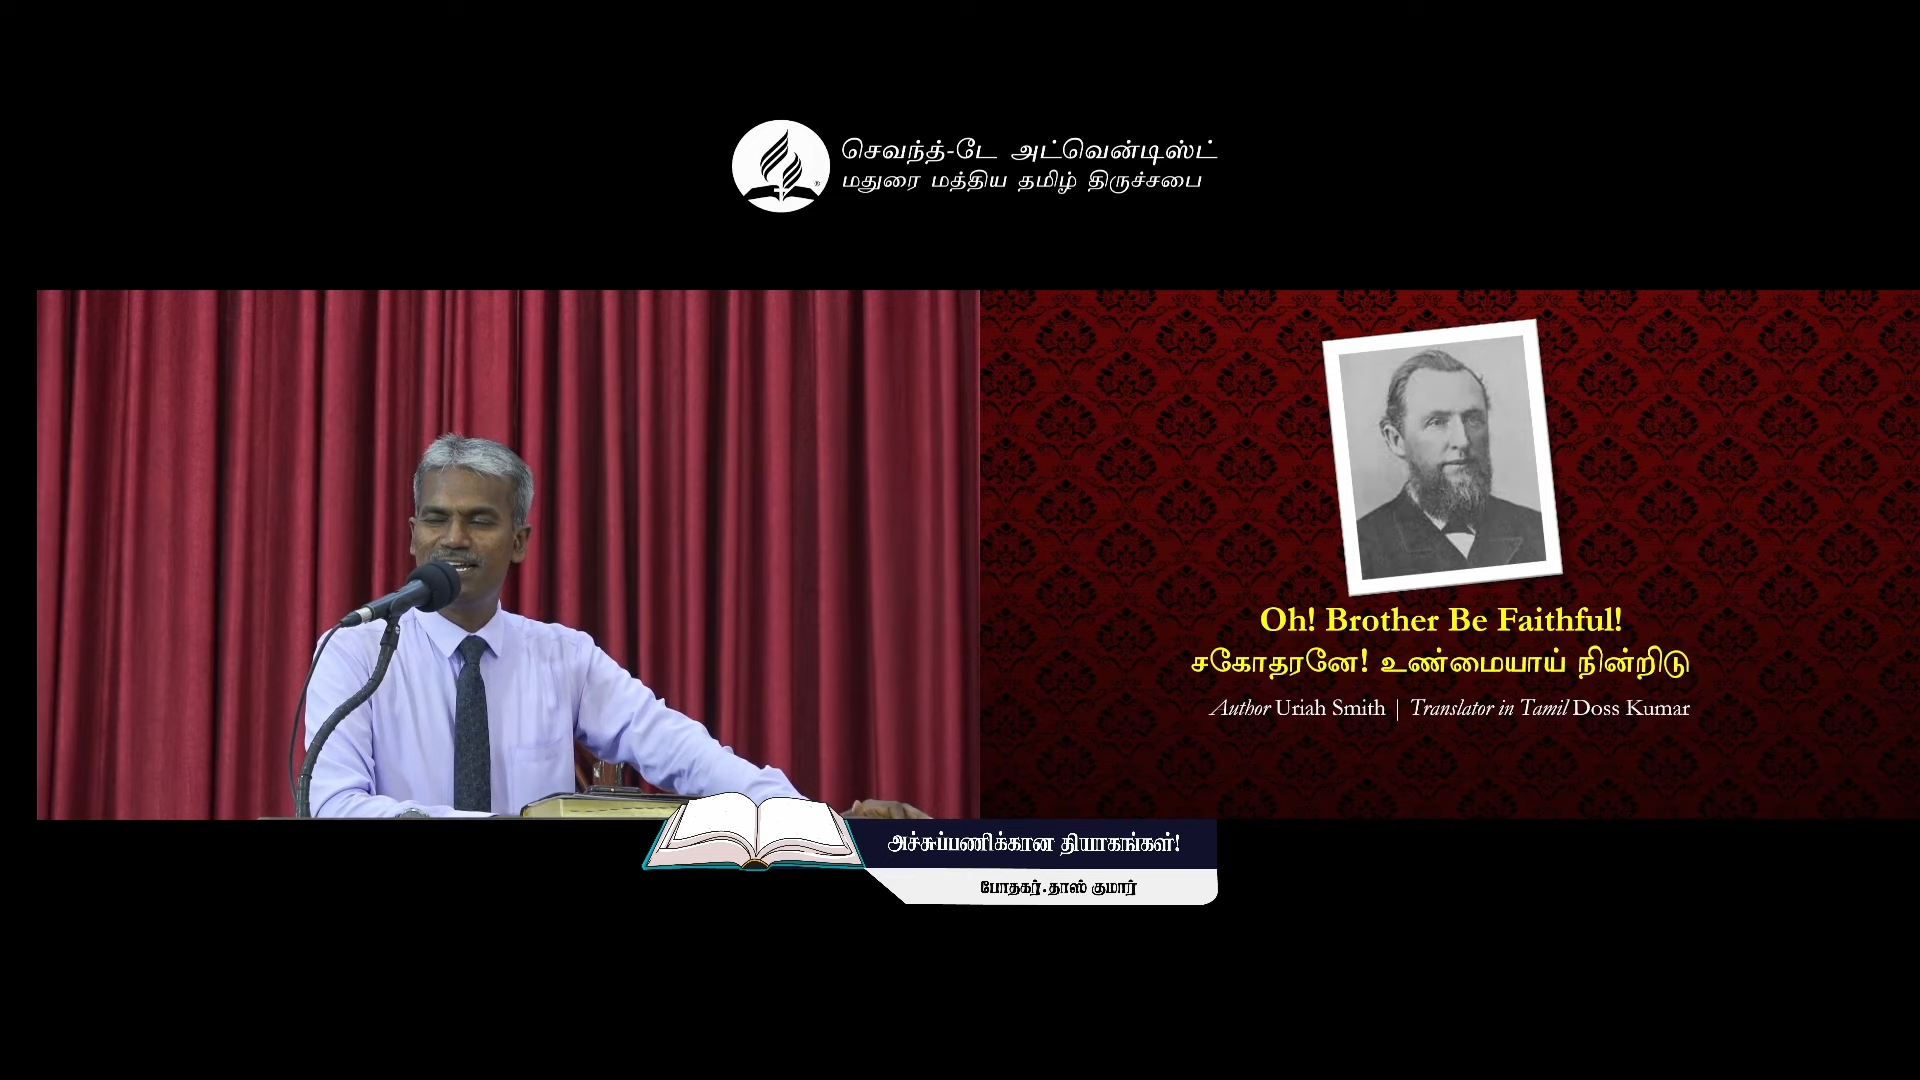 செவந்த்-டே அட்வென்டிஸ்ட்
மதுரை மத்திய தமிழ் திருச்சபை
Oh! Brother Be Faithful!
சகோதரனே! உண்மையாய் நின்றிடு
Author Uriah Smith | Translator in Tamil Doss Kumar
அச்சுப்பணிக்கான தியாகங்கள்!
போதகர்.தாஸ் குமார்